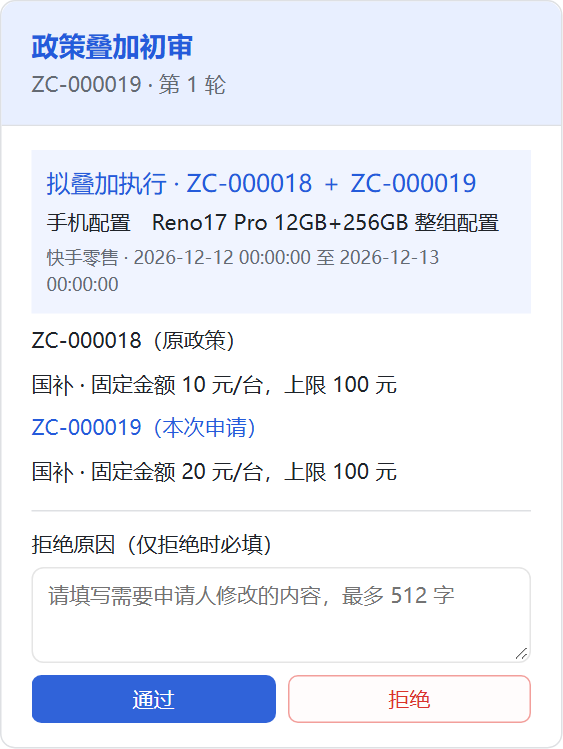 政策叠加初审
ZC-000019 · 第 1 轮
拟叠加执行 · ZC-000018 + ZC-000019
手机配置 Reno17 Pro 12GB+256GB 整组配置
快手零售 · 2026-12-12 00:00:00 至 2026-12-13
00:00:00
ZC-000018（原政策）
国补 · 固定金额 10 元/台，上限 100 元
ZC-000019（本次申请）
国补 · 固定金额 20 元/台，上限 100 元
拒绝原因（仅拒绝时必填）
请填写需要申请人修改的内容，最多 512 字
通过
拒绝